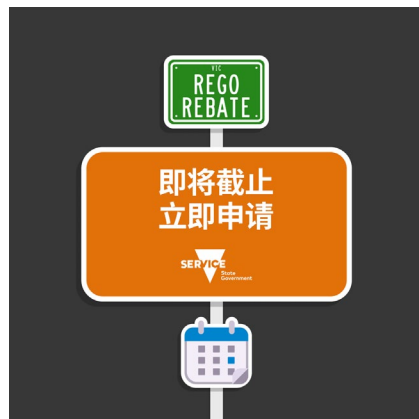 VIC
REGO
REBATE
即将截止
立即申请
SERVICE
State
Government